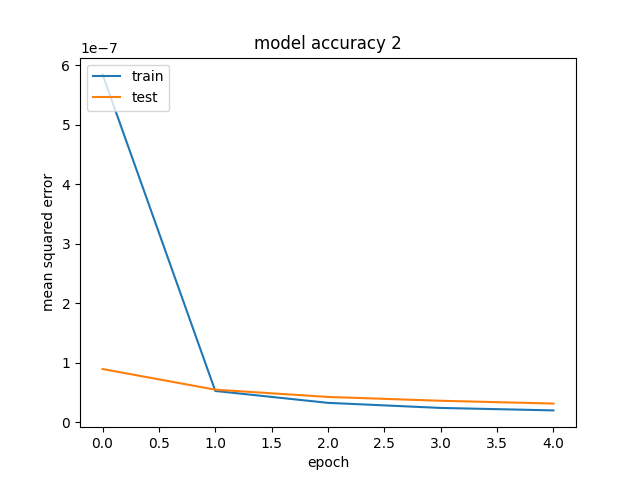 model accuracy 2
1e−7
train
test
6
5
4
3
2
1
0
mean squared error
0.0 0.5 1.0 1.5 2.0 2.5 3.0 3.5 4.0
epoch